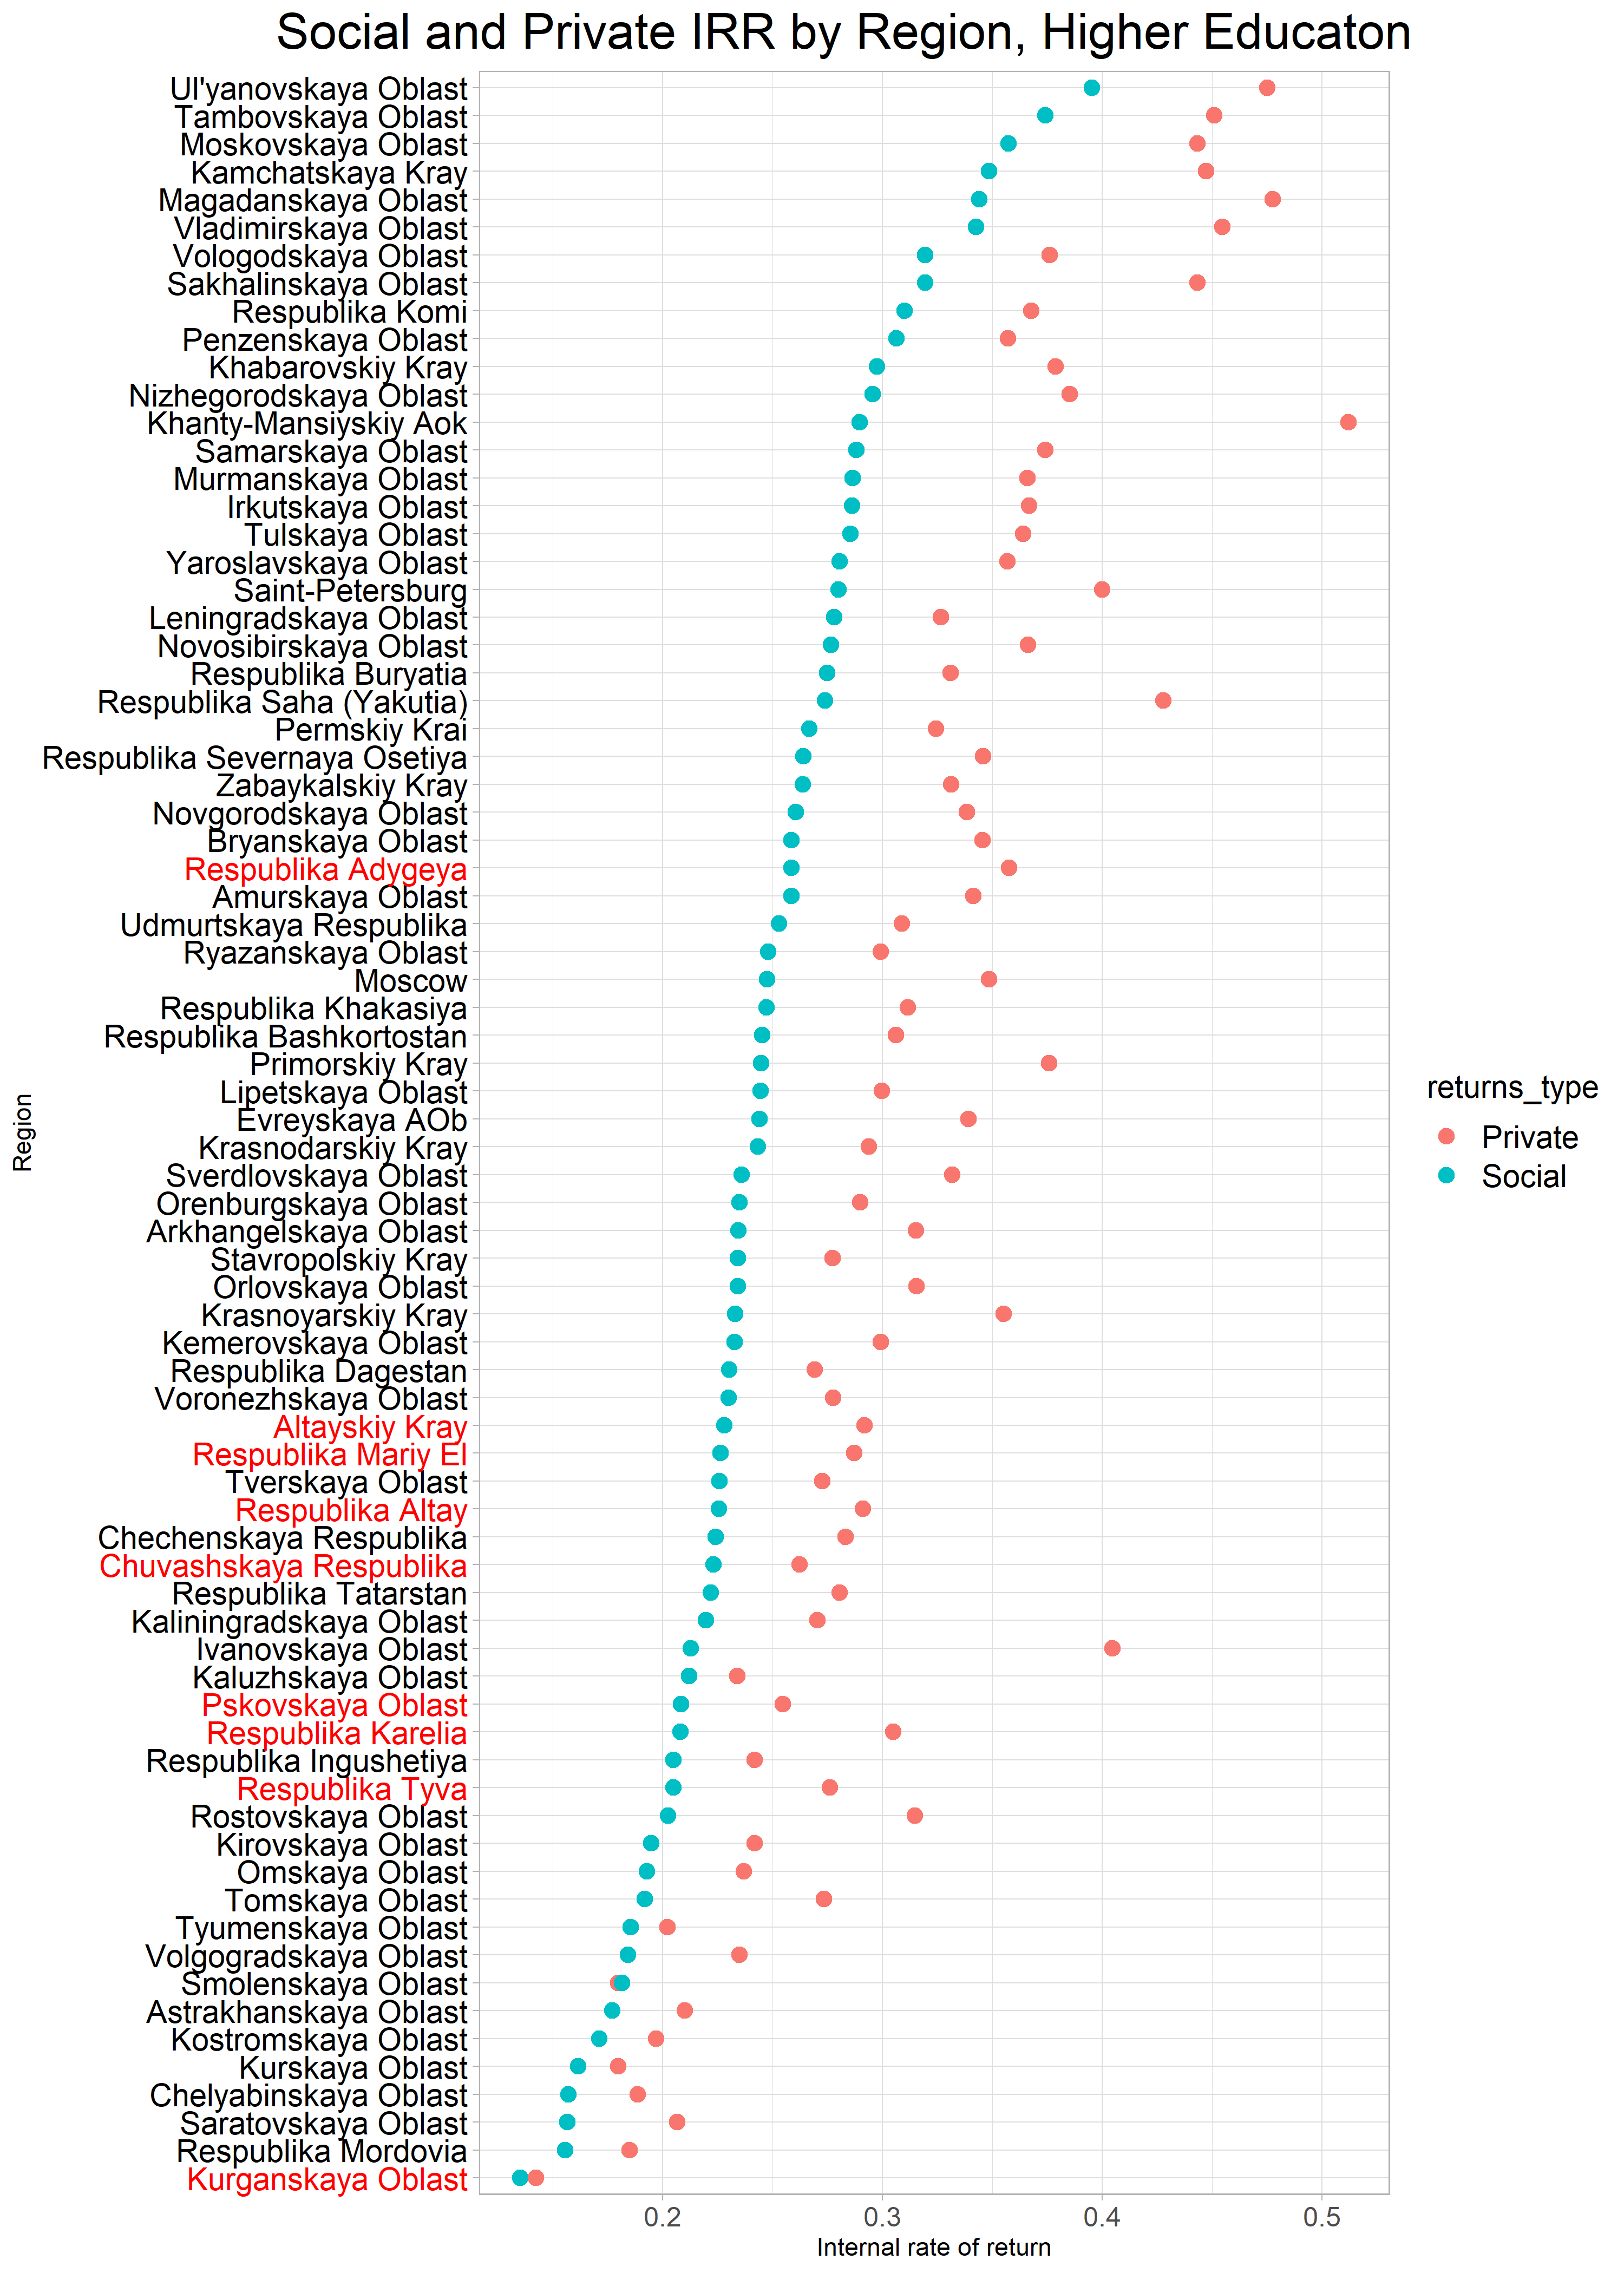 Social and Private IRR by Region, Higher Educaton
Ul'yanovskaya Oblast
Tambovskaya Oblast
Moskovskaya Oblast
Kamchatskaya Kray
Magadanskaya Oblast
Vladimirskaya Oblast
Vologodskaya Oblast
Sakhalinskaya Oblast
Respublika Komi
Penzenskaya Oblast
Khabarovskiy Kray
Nizhegorodskaya Oblast
Khanty-Mansiyskiy Aok
Samarskaya Oblast
Murmanskaya Oblast
Irkutskaya Oblast
Tulskaya Oblast
Yaroslavskaya Oblast
Saint-Petersburg
Leningradskaya Oblast
Novosibirskaya Oblast
Respublika Buryatia
Respublika Saha (Yakutia)
Permskiy Krai
Respublika Severnaya Osetiya
Zabaykalskiy Kray
Novgorodskaya Oblast
Bryanskaya Oblast
Respublika Adygeya
Amurskaya Oblast
Udmurtskaya Respublika
Ryazanskaya Oblast
Moscow
Respublika Khakasiya
Respublika Bashkortostan
Primorskiy Kray
Lipetskaya Oblast
Evreyskaya AOb
Krasnodarskiy Kray
Sverdlovskaya Oblast
Orenburgskaya Oblast
Arkhangelskaya Oblast
Stavropolskiy Kray
Orlovskaya Oblast
Krasnoyarskiy Kray
Kemerovskaya Oblast
Respublika Dagestan
Voronezhskaya Oblast
Altayskiy Kray
Respublika Mariy El
Tverskaya Oblast
Respublika Altay
Chechenskaya Respublika
Chuvashskaya Respublika
Respublika Tatarstan
Kaliningradskaya Oblast
Ivanovskaya Oblast
Kaluzhskaya Oblast
Pskovskaya Oblast
Respublika Karelia
Respublika Ingushetiya
Respublika Tyva
Rostovskaya Oblast
Kirovskaya Oblast
Omskaya Oblast
Tomskaya Oblast
Tyumenskaya Oblast
Volgogradskaya Oblast
Smolenskaya Oblast
Astrakhanskaya Oblast
Kostromskaya Oblast
Kurskaya Oblast
Chelyabinskaya Oblast
Saratovskaya Oblast
Respublika Mordovia
Kurganskaya Oblast
Region
0.2 0.3 0.4 0.5
Internal rate of return
returns_type
Private
Social